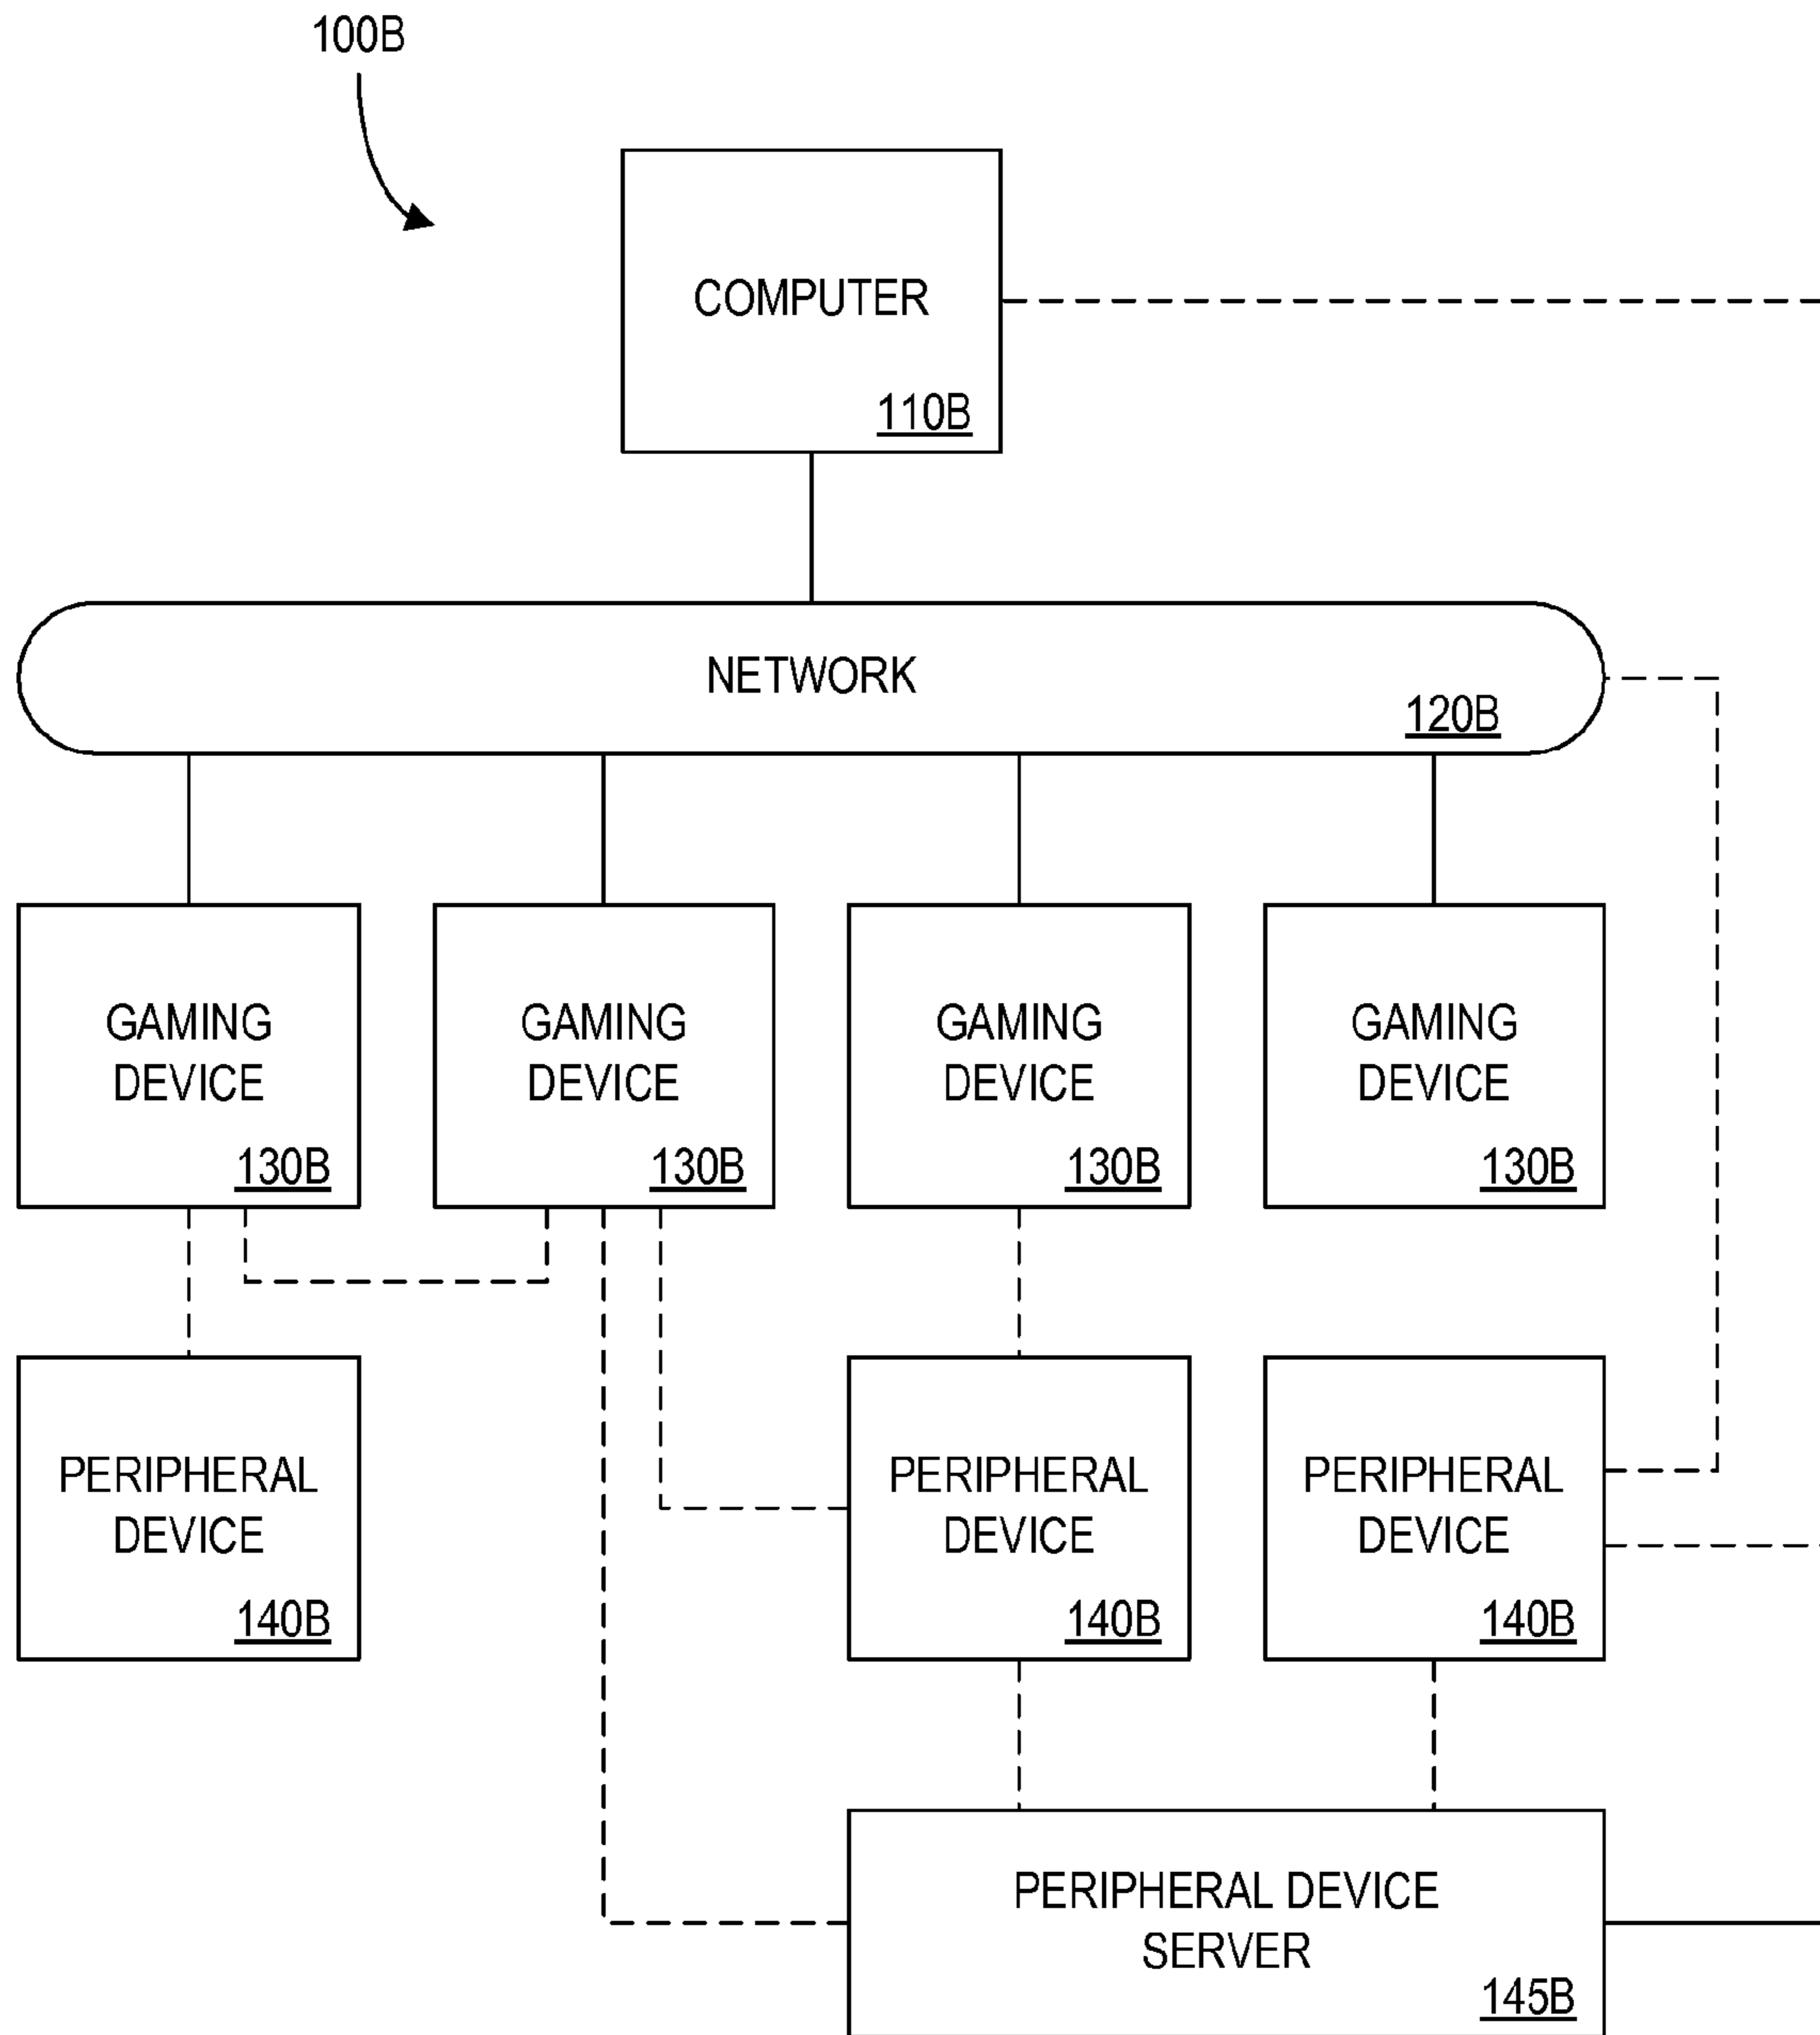 100B
COMPUTER
110B
NETWORK
120B
GAMING
DEVICE
130B
GAMING
DEVICE
130B
GAMING
DEVICE
130B
GAMING
DEVICE
130B
PERIPHERAL
DEVICE
140B
PERIPHERAL
DEVICE
140B
PERIPHERAL
DEVICE
140B
PERIPHERAL DEVICE
SERVER
145B